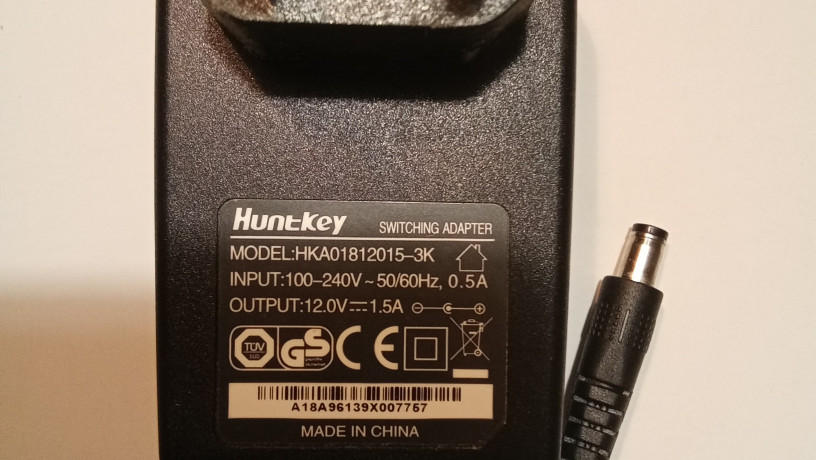 Huntkey SWITCHING ADAPTER
MODEL:HKA01812015-3K
INPUT:100-240V~50/60Hz, 0.5A
OUTPUT:12.0V⎓1.5A
TÜV GS CE
A18A96139X007757
MADE IN CHINA